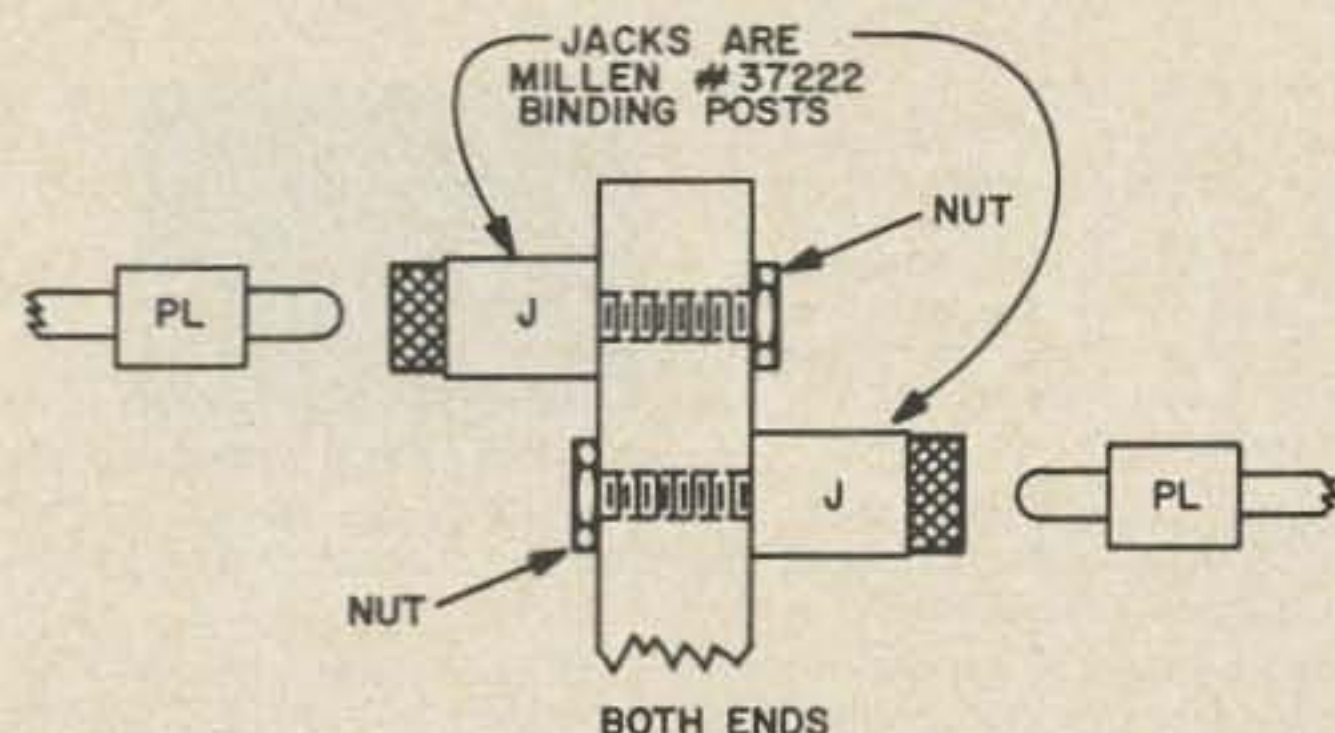 JACKS ARE
MILLEN #37222
BINDING POSTS
NUT
PL
J
J
PL
NUT
BOTH ENDS